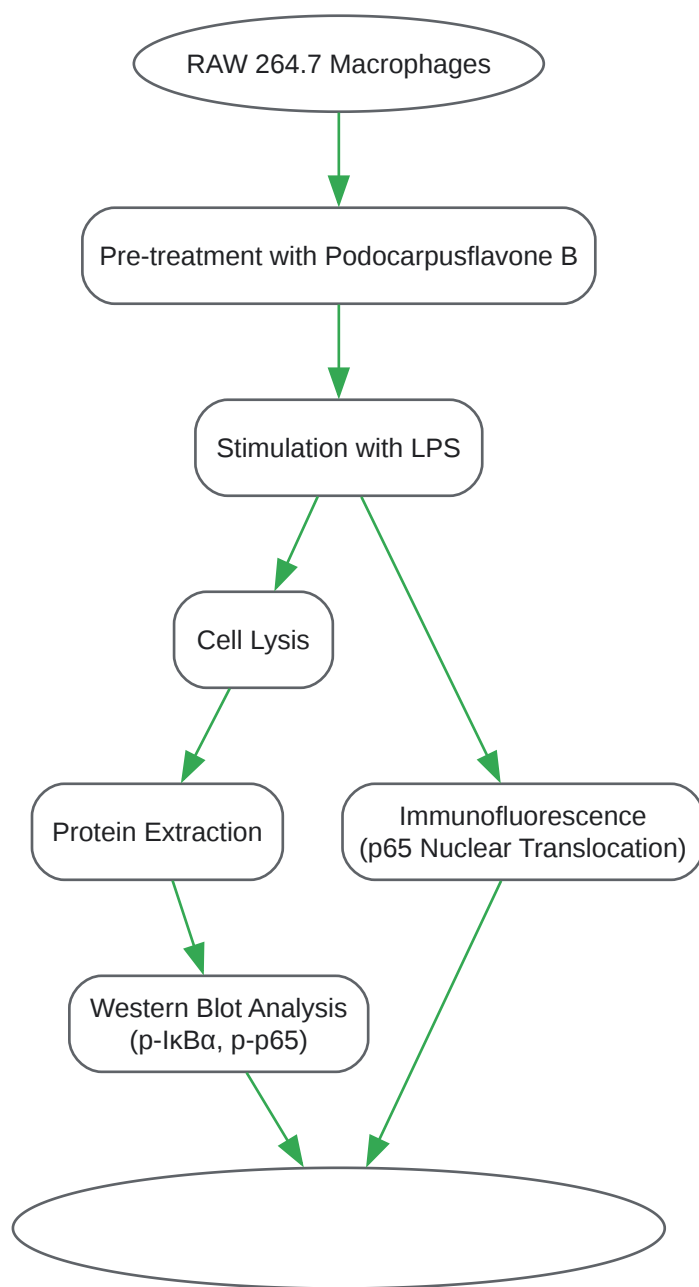 RAW 264.7 Macrophages
Pre-treatment with Podocarpusflavone B
Stimulation with LPS
Cell Lysis
Protein Extraction
Immunofluorescence
(p65 Nuclear Translocation)
Western Blot Analysis
(p-IκBα, p-p65)